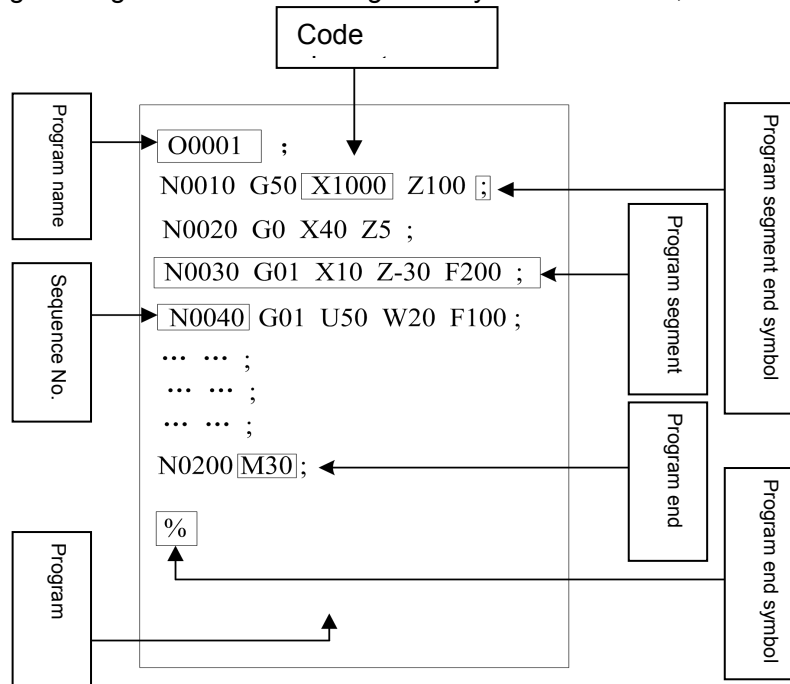 Code
Program name
O0001 ;
N0010 G50 X1000 Z100 ;
Program segment end symbol
N0020 G0 X40 Z5 ;
Program segment
N0030 G01 X10 Z-30 F200 ;
Sequence No.
N0040 G01 U50 W20 F100 ;
... ... ;
... ... ;
... ... ;
Program end
N0200 M30 ;
Program end symbol
%
Program